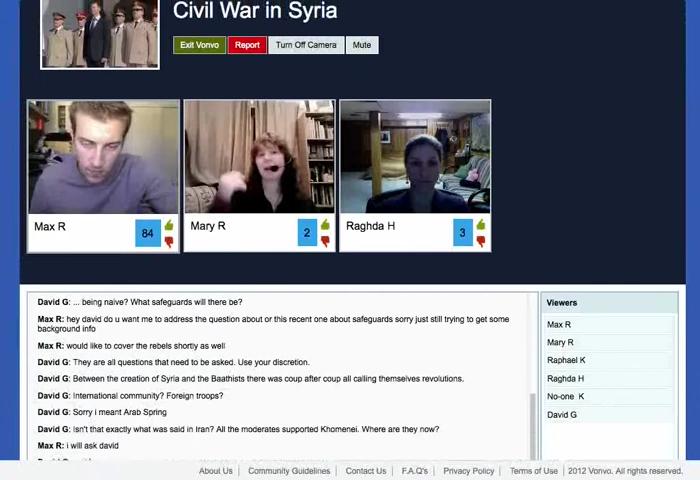 Civil War in Syria
Exit Vonvo
Report
Turn Off Camera
Mute
Max R
84
Mary R
2
Raghda H
3
David G: ... being naive? What safeguards will there be?
Max R: hey david do u want me to address the question about or this recent one about safeguards sorry just still trying to get some
background info
Max R: would like to cover the rebels shortly as well
David G: They are all questions that need to be asked. Use your discretion.
David G: Between the creation of Syria and the Baathists there was coup after coup all calling themselves revolutions.
David G: International community? Foreign troops?
David G: Sorry i meant Arab Spring
David G: Isn't that exactly what was said in Iran? All the moderates supported Khomenei. Where are they now?
Max R: i will ask david
Viewers
Max R
Mary R
Raphael K
Raghda H
No-one K
David G
About Us | Community Guidelines | Contact Us | F.A.Q's | Privacy Policy | Terms of Use | 2012 Vonvo. All rights reserved.